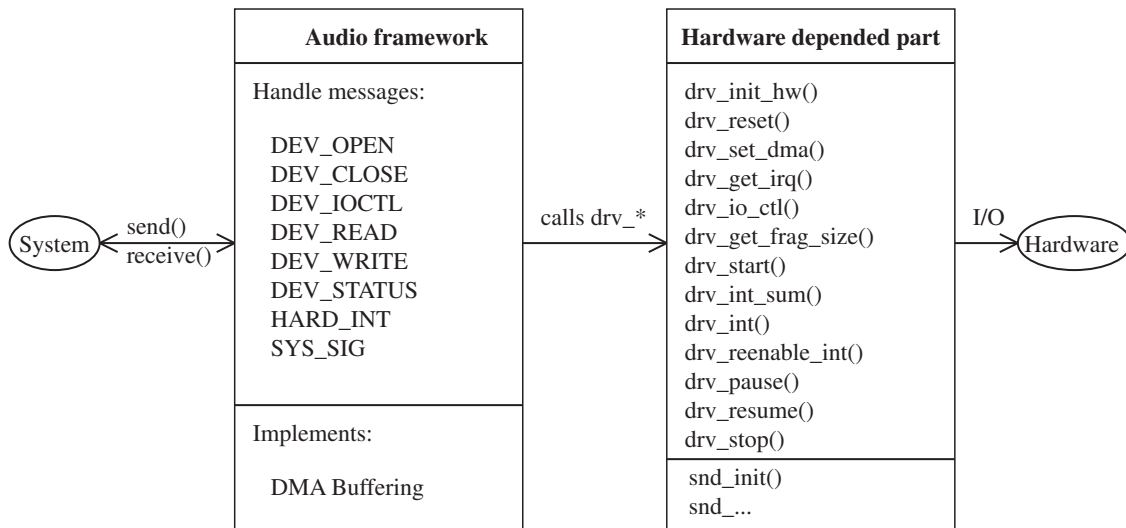 System
send()
receive()
Audio framework
Handle messages:
DEV_OPEN
DEV_CLOSE
DEV_IOCTL
DEV_READ
DEV_WRITE
DEV_STATUS
HARD_INT
SYS_SIG
Implements:
DMA Buffering
calls drv_*
Hardware depended part
drv_init_hw()
drv_reset()
drv_set_dma()
drv_get_irq()
drv_io_ctl()
drv_get_frag_size()
drv_start()
drv_int_sum()
drv_int()
drv_reenable_int()
drv_pause()
drv_resume()
drv_stop()
snd_init()
snd_...
I/O
Hardware